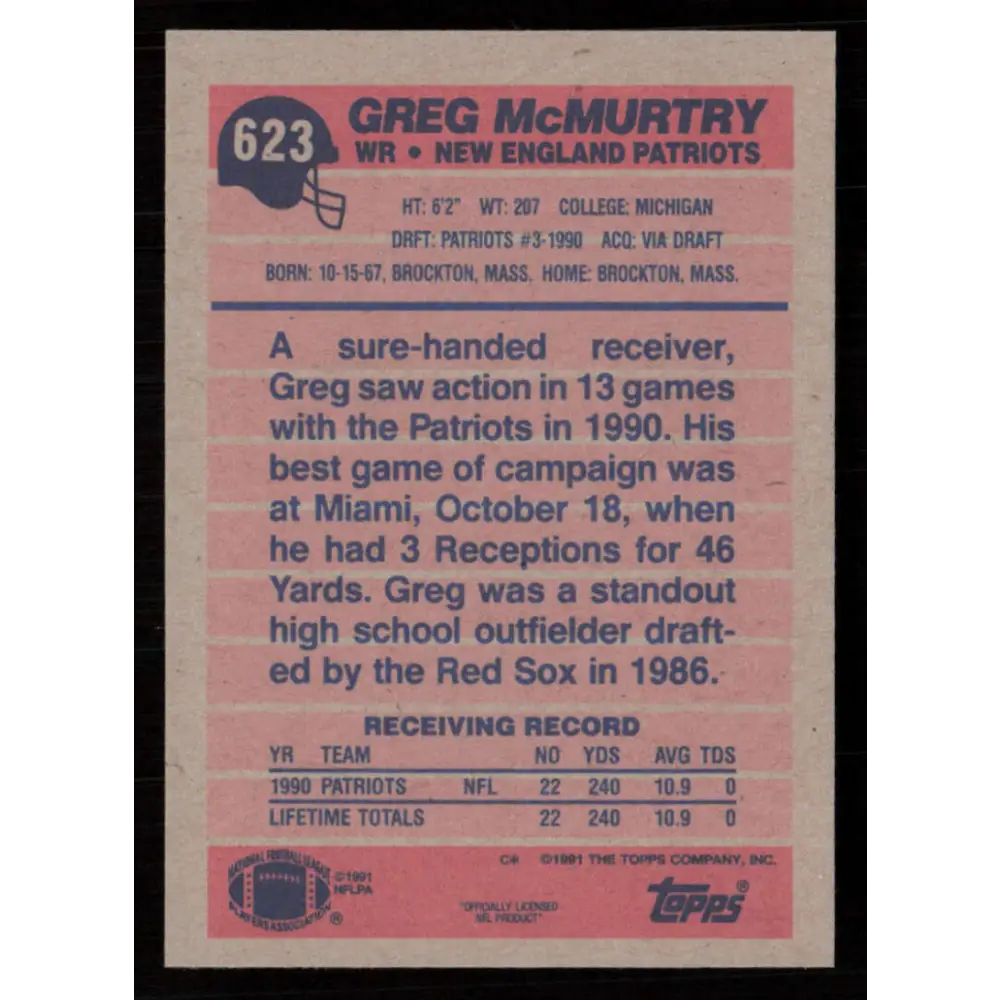 623
GREG McMURTRY
WR • NEW ENGLAND PATRIOTS
HT: 6'2" WT: 207 COLLEGE: MICHIGAN
DRFT: PATRIOTS #3-1990 ACQ: VIA DRAFT
BORN: 10-15-67, BROCKTON, MASS. HOME: BROCKTON, MASS.
A sure-handed receiver,
Greg saw action in 13 games
with the Patriots in 1990. His
best game of campaign was
at Miami, October 18, when
he had 3 Receptions for 46
Yards. Greg was a standout
high school outfielder draft-
ed by the Red Sox in 1986.
RECEIVING RECORD
YR TEAM NO YDS AVG TDS
1990 PATRIOTS NFL 22 240 10.9 0
LIFETIME TOTALS 22 240 10.9 0
NATIONAL FOOTBALL LEAGUE
PLAYERS ASSOCIATION ®
©1991
NFLPA
C* ©1991 THE TOPPS COMPANY, INC.
"OFFICIALLY LICENSED
NFL PRODUCT"
topps®